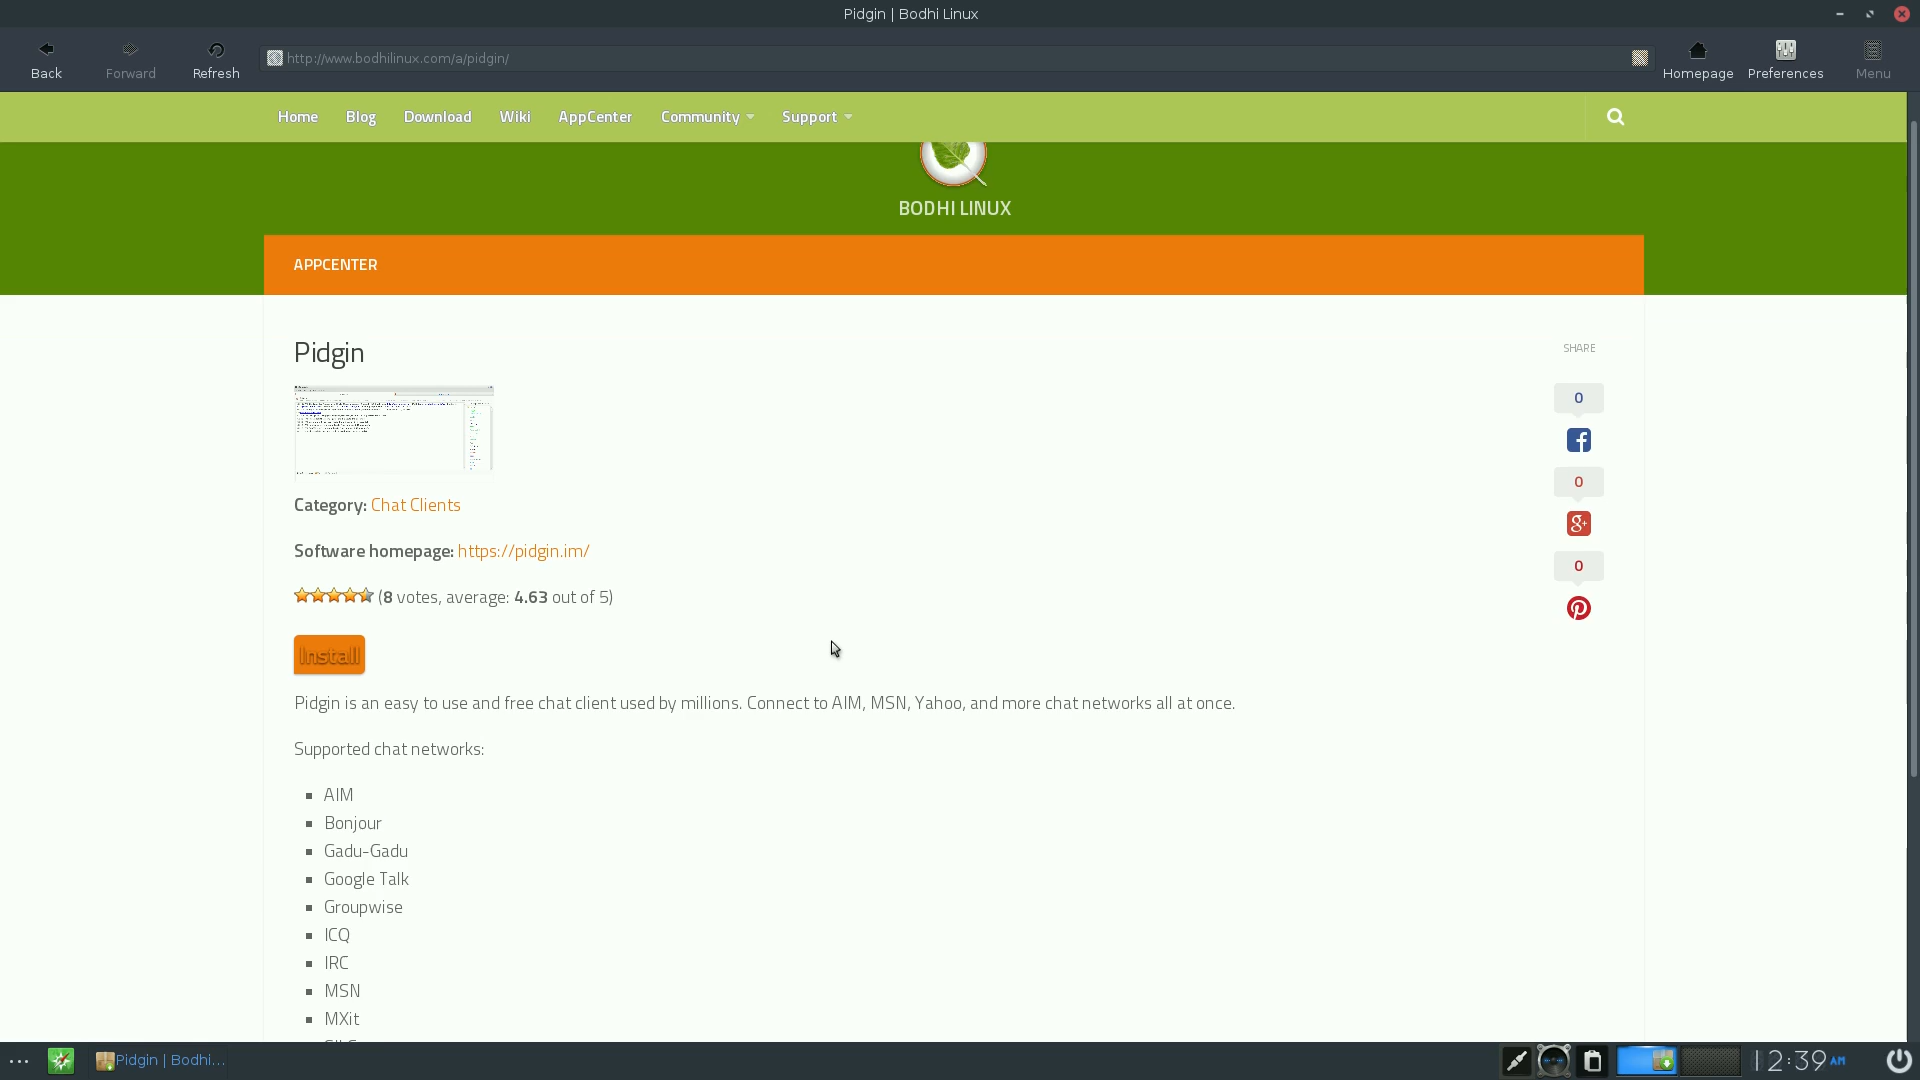 Pidgin | Bodhi Linux
Back
Forward
Refresh
http://www.bodhilinux.com/a/pidgin/
Homepage
Preferences
Menu
Home
Blog
Download
Wiki
AppCenter
Community
Support
BODHI LINUX
APPCENTER
Pidgin
SHARE
0
0
0
Category: Chat Clients
Software homepage: https://pidgin.im/
(8 votes, average: 4.63 out of 5)
Install
Pidgin is an easy to use and free chat client used by millions. Connect to AIM, MSN, Yahoo, and more chat networks all at once.
Supported chat networks:
AIM
Bonjour
Gadu-Gadu
Google Talk
Groupwise
ICQ
IRC
MSN
MXit
Pidgin | Bodhi...
12:39 AM